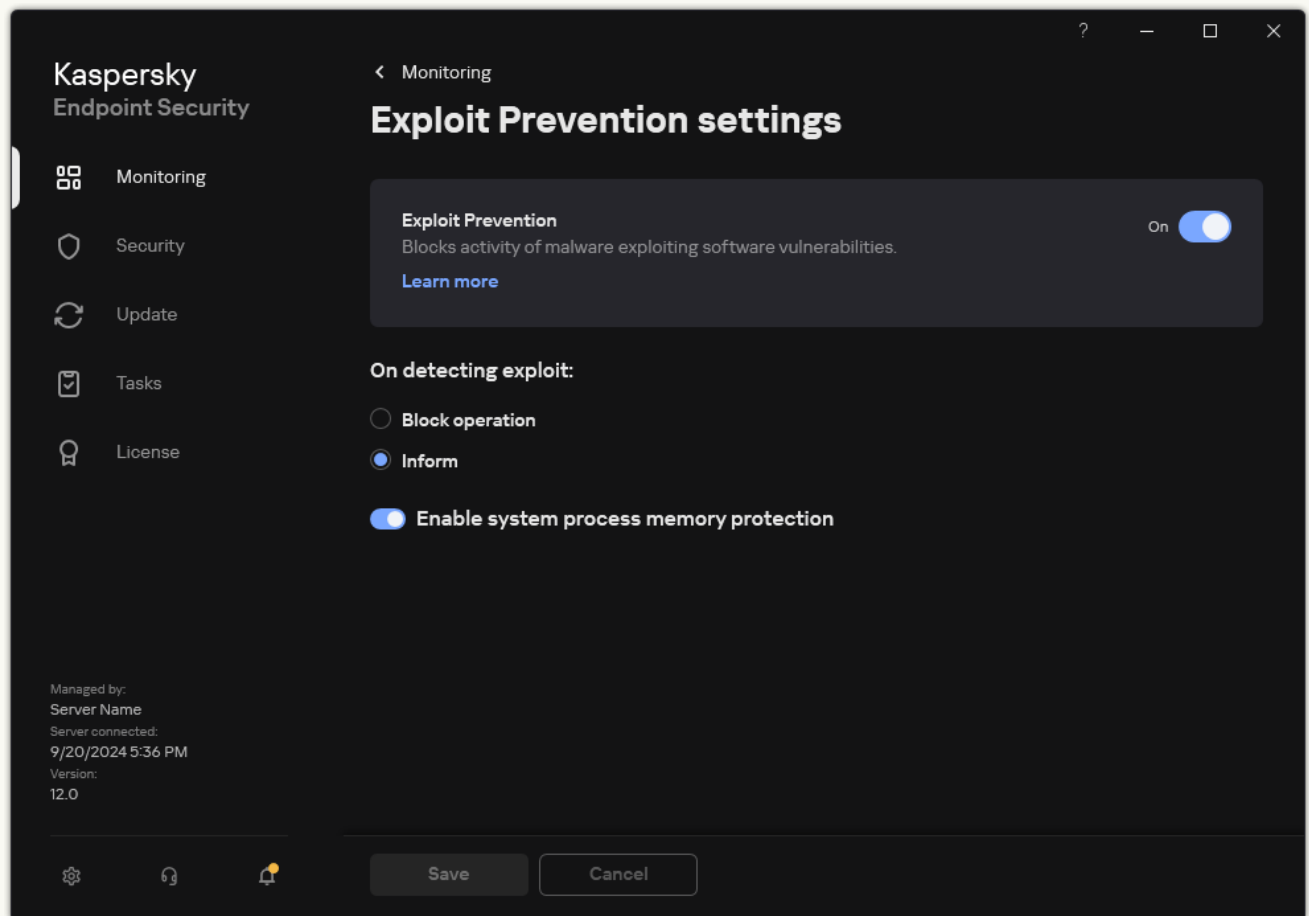 ?
Kaspersky
Endpoint Security
Monitoring
Security
Update
Tasks
License
Managed by:
Server Name
Server connected:
9/20/2024 5:36 PM
Version:
12.0
Monitoring
Exploit Prevention settings
Exploit Prevention
Blocks activity of malware exploiting software vulnerabilities.
Learn more
On
On detecting exploit:
Block operation
Inform
Enable system process memory protection
Save
Cancel